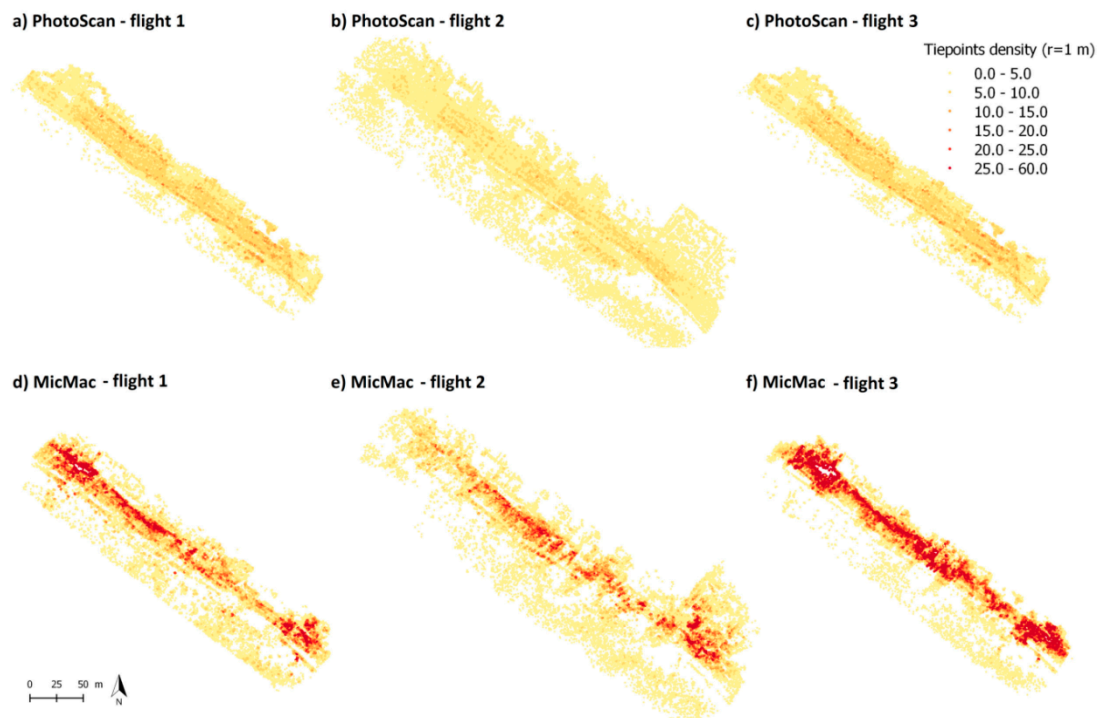 a) PhotoScan - flight 1
b) PhotoScan - flight 2
c) PhotoScan - flight 3
Tiepoints density (r=1 m)
0.0 - 5.0
5.0 - 10.0
10.0 - 15.0
15.0 - 20.0
20.0 - 25.0
25.0 - 60.0
d) MicMac - flight 1
e) MicMac - flight 2
f) MicMac - flight 3
0 25 50 m
N